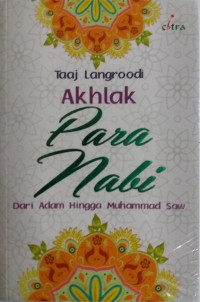 citra
Taaj Langroodi
Akhlak
Para
Nabi
Dari Adam Hingga Muhammad Saw